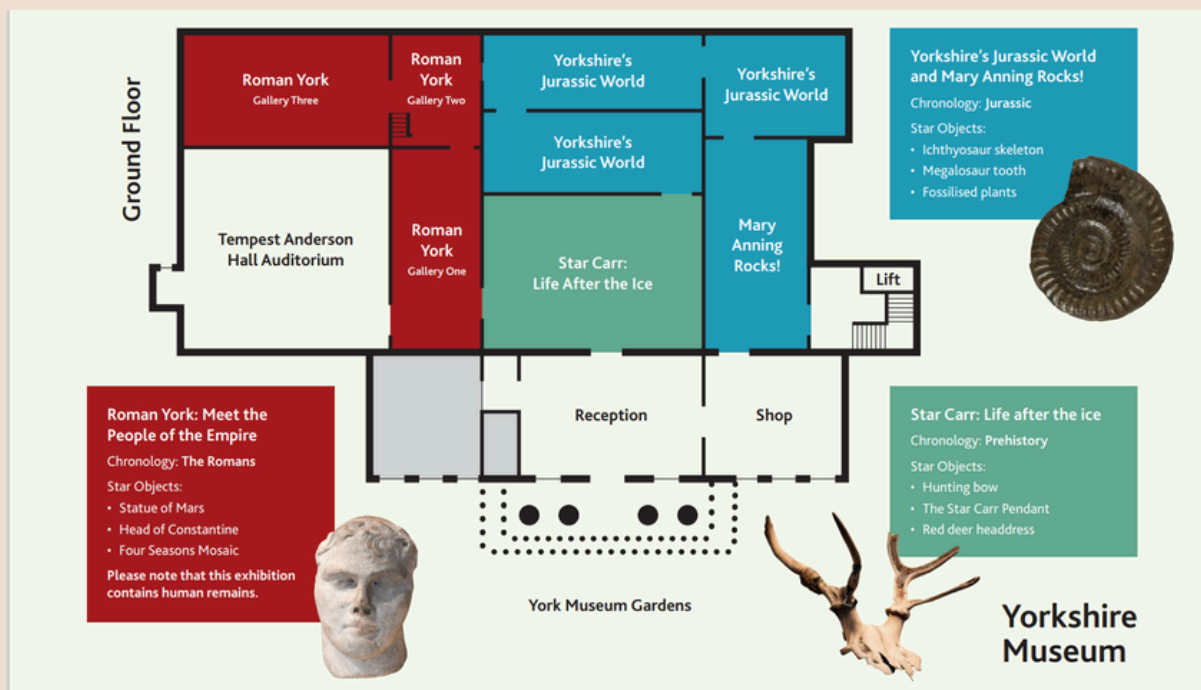 Ground Floor
Roman York
Gallery Three
Roman
York
Gallery Two
Yorkshire's
Jurassic World
Yorkshire's
Jurassic World
Yorkshire's
Jurassic World
Tempest Anderson
Hall Auditorium
Roman
York
Gallery One
Star Carr:
Life After the Ice
Mary
Anning
Rocks!
Lift
Reception
Shop
York Museum Gardens
Yorkshire's Jurassic World
and Mary Anning Rocks!
Chronology: Jurassic
Star Objects:
• Ichthyosaur skeleton
• Megalosaur tooth
• Fossilised plants
Roman York: Meet the
People of the Empire
Chronology: The Romans
Star Objects:
• Statue of Mars
• Head of Constantine
• Four Seasons Mosaic
Please note that this exhibition
contains human remains.
Star Carr: Life after the ice
Chronology: Prehistory
Star Objects:
• Hunting bow
• The Star Carr Pendant
• Red deer headdress
Yorkshire
Museum